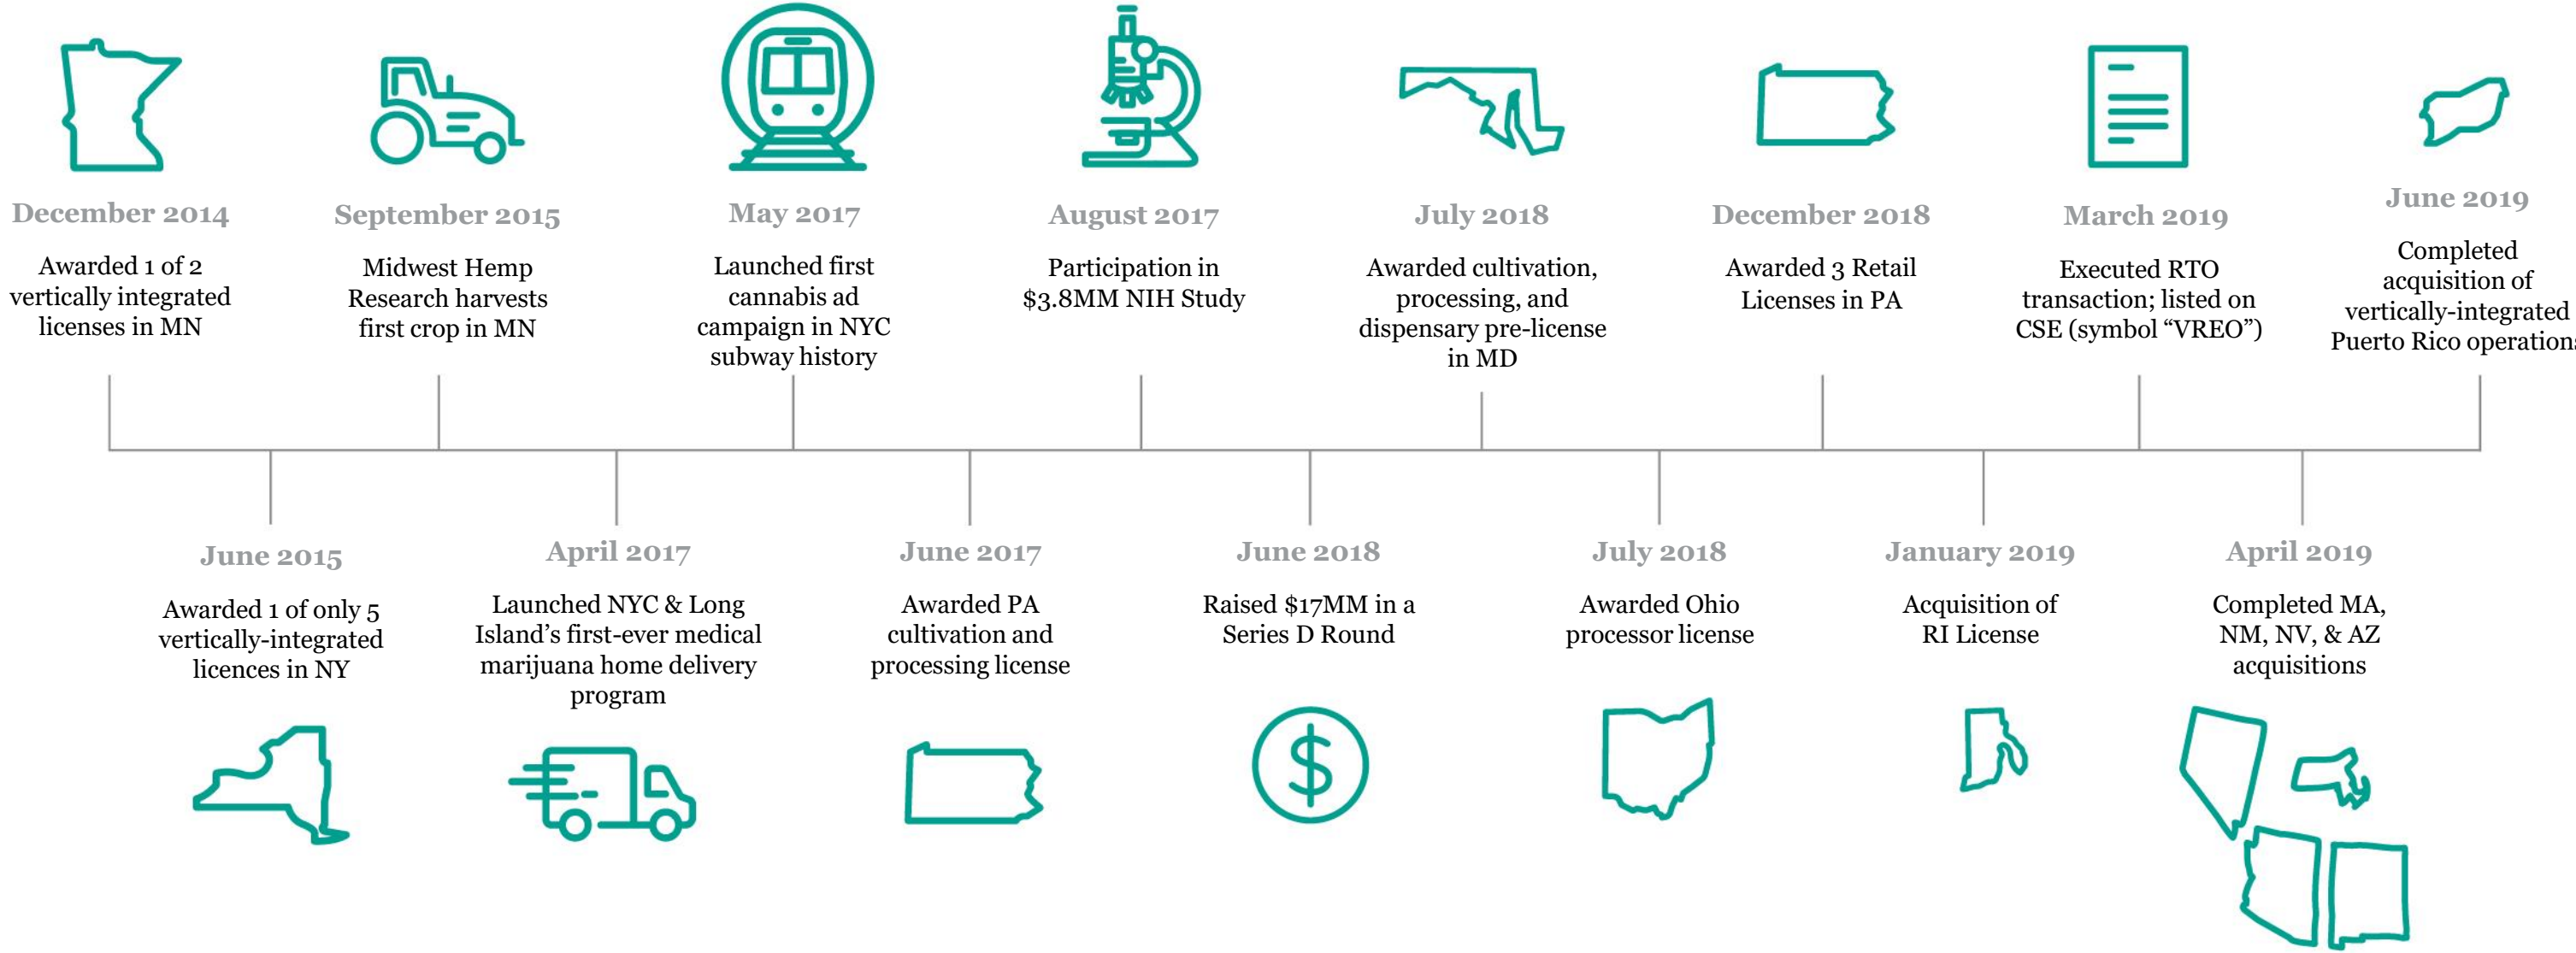 December 2014
Awarded 1 of 2
vertically integrated
licenses in MN
September 2015
Midwest Hemp
Research harvests
first crop in MN
May 2017
Launched first
cannabis ad
campaign in NYC
subway history
August 2017
Participation in
$3.8MM NIH Study
July 2018
Awarded cultivation,
processing, and
dispensary pre-license
in MD
December 2018
Awarded 3 Retail
Licenses in PA
March 2019
Executed RTO
transaction; listed on
CSE (symbol “VREO”)
June 2019
Completed
acquisition of
vertically-integrated
Puerto Rico operations
June 2015
Awarded 1 of only 5
vertically-integrated
licences in NY
April 2017
Launched NYC & Long
Island’s first-ever medical
marijuana home delivery
program
June 2017
Awarded PA
cultivation and
processing license
June 2018
Raised $17MM in a
Series D Round
July 2018
Awarded Ohio
processor license
January 2019
Acquisition of
RI License
April 2019
Completed MA,
NM, NV, & AZ
acquisitions